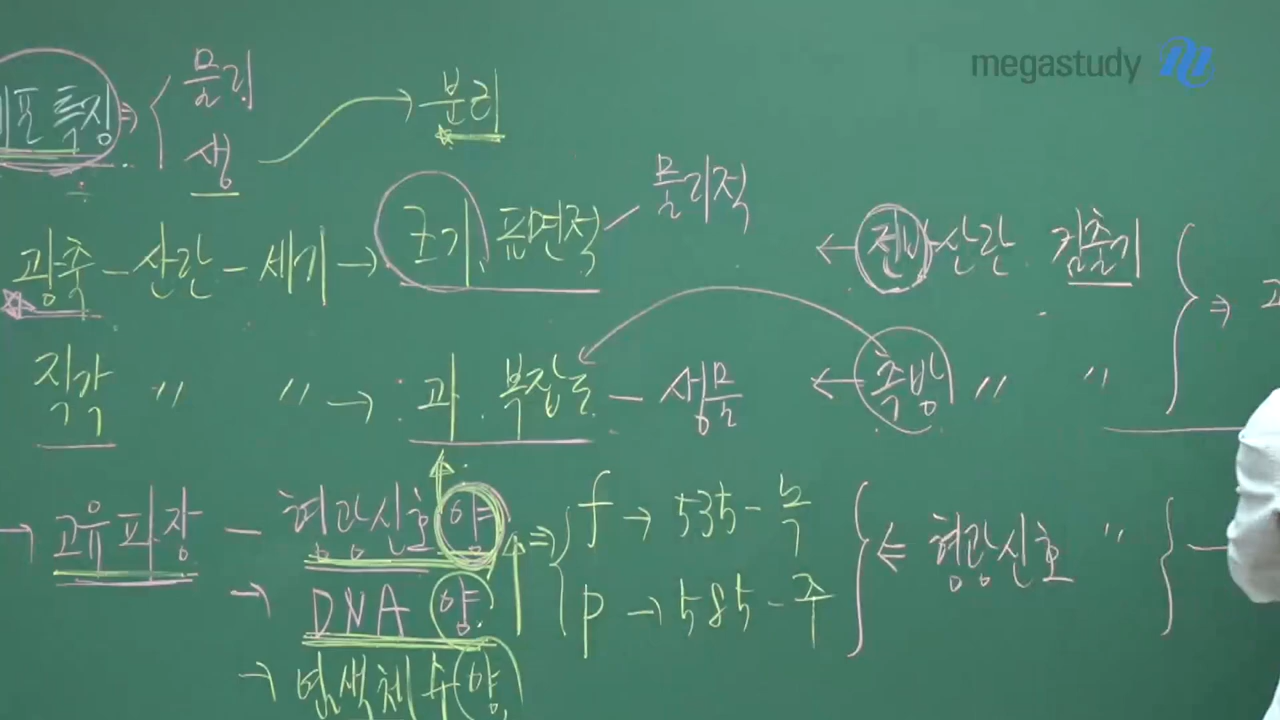 megastudy
세포 특징 ⇒ { 물리
생 → 분리
광축 - 산란 - 세기 → 크기, 표면적 - 물리적 ← 전방 산란 검출기 } ⇒
직각 〃 〃 → 과. 복잡도 - 생물 ← 측방 〃 〃
→ 고유파장 - 형광신호 양 ⇒ { f → 535 - 녹 } ⇐ 형광신호 〃 } -
→ DNA 양 p → 585 - 주
→ 염색체 수(양)